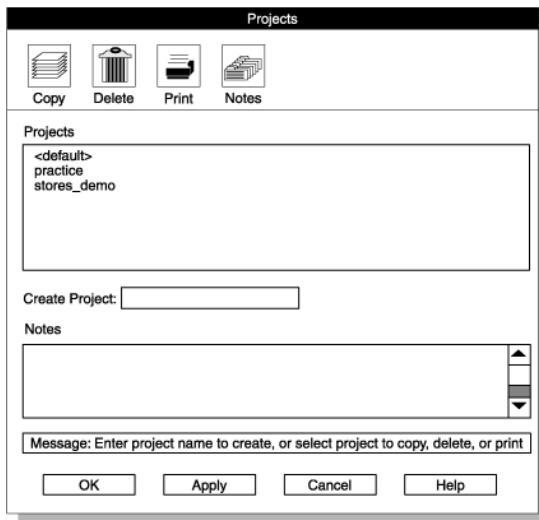 Projects
Copy Delete Print Notes
Projects
<default>
practice
stores_demo
Create Project:
Notes
Message: Enter project name to create, or select project to copy, delete, or print
OK Apply Cancel Help